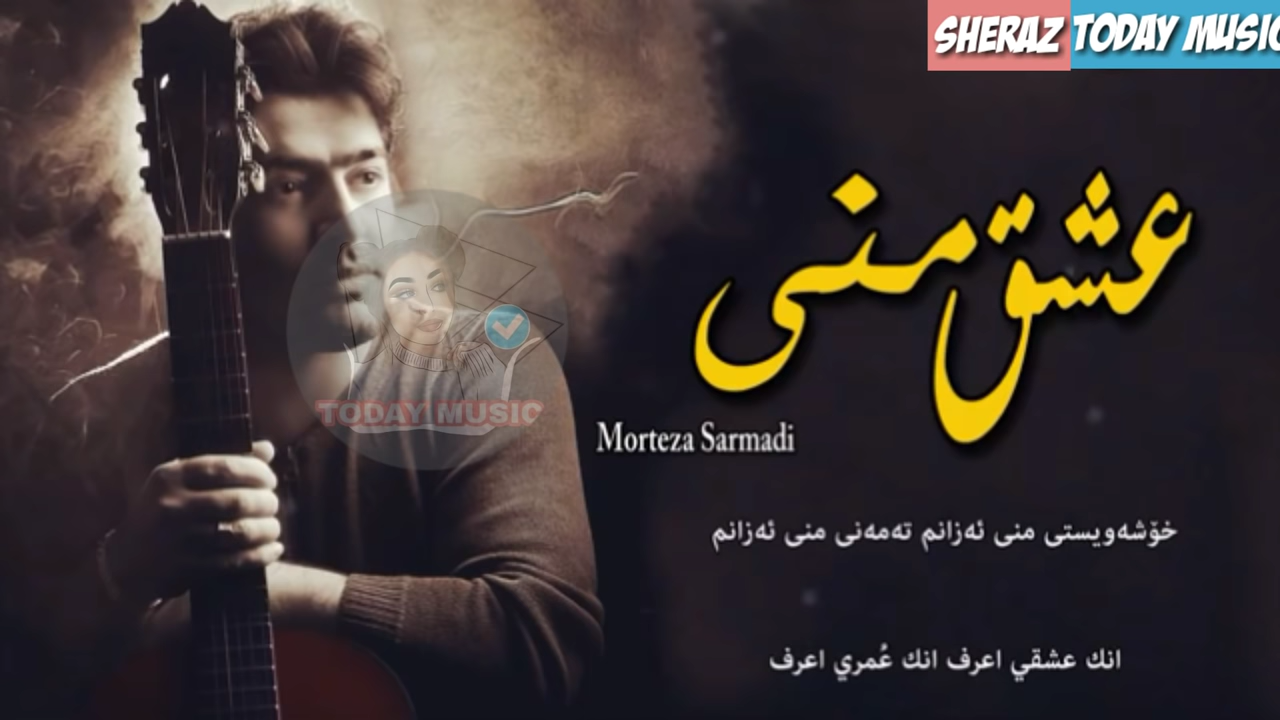 SHERAZ TODAY MUSIC
عشق منی
TODAY MUSIC
Morteza Sarmadi
خۆشەویستی منی ئەزانم تەمەنی منی ئەزانم
انك عشقي اعرف انك عُمري اعرف